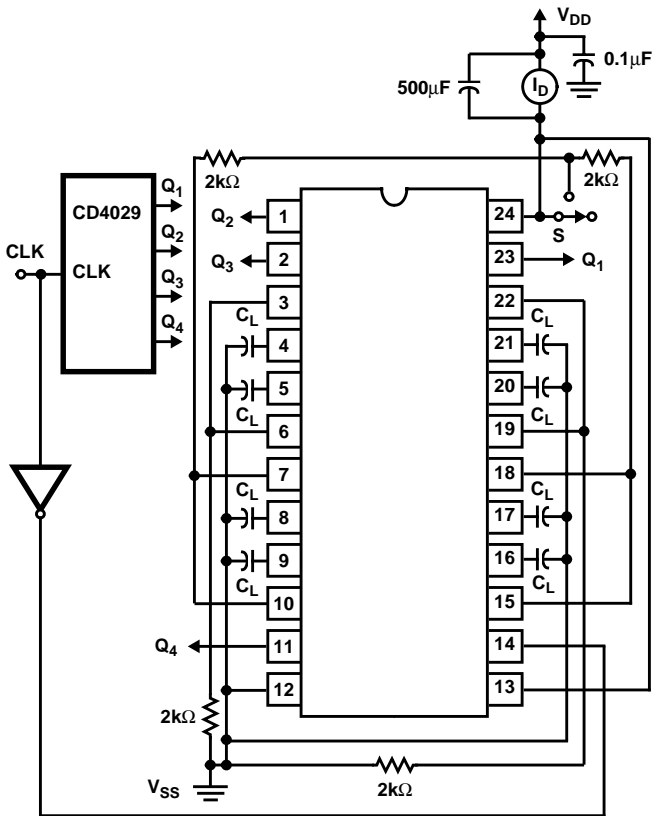 V_DD
0.1µF
500µF
I_D
2kΩ
2kΩ
CD4029
CLK
CLK
Q1
Q2
Q3
Q4
Q2
1
24
S
Q3
2
23
Q1
3
22
C_L
4
21
C_L
5
20
C_L
C_L
6
19
7
18
C_L
8
17
C_L
9
16
C_L
C_L
10
15
Q4
11
14
12
13
2kΩ
V_SS
2kΩ